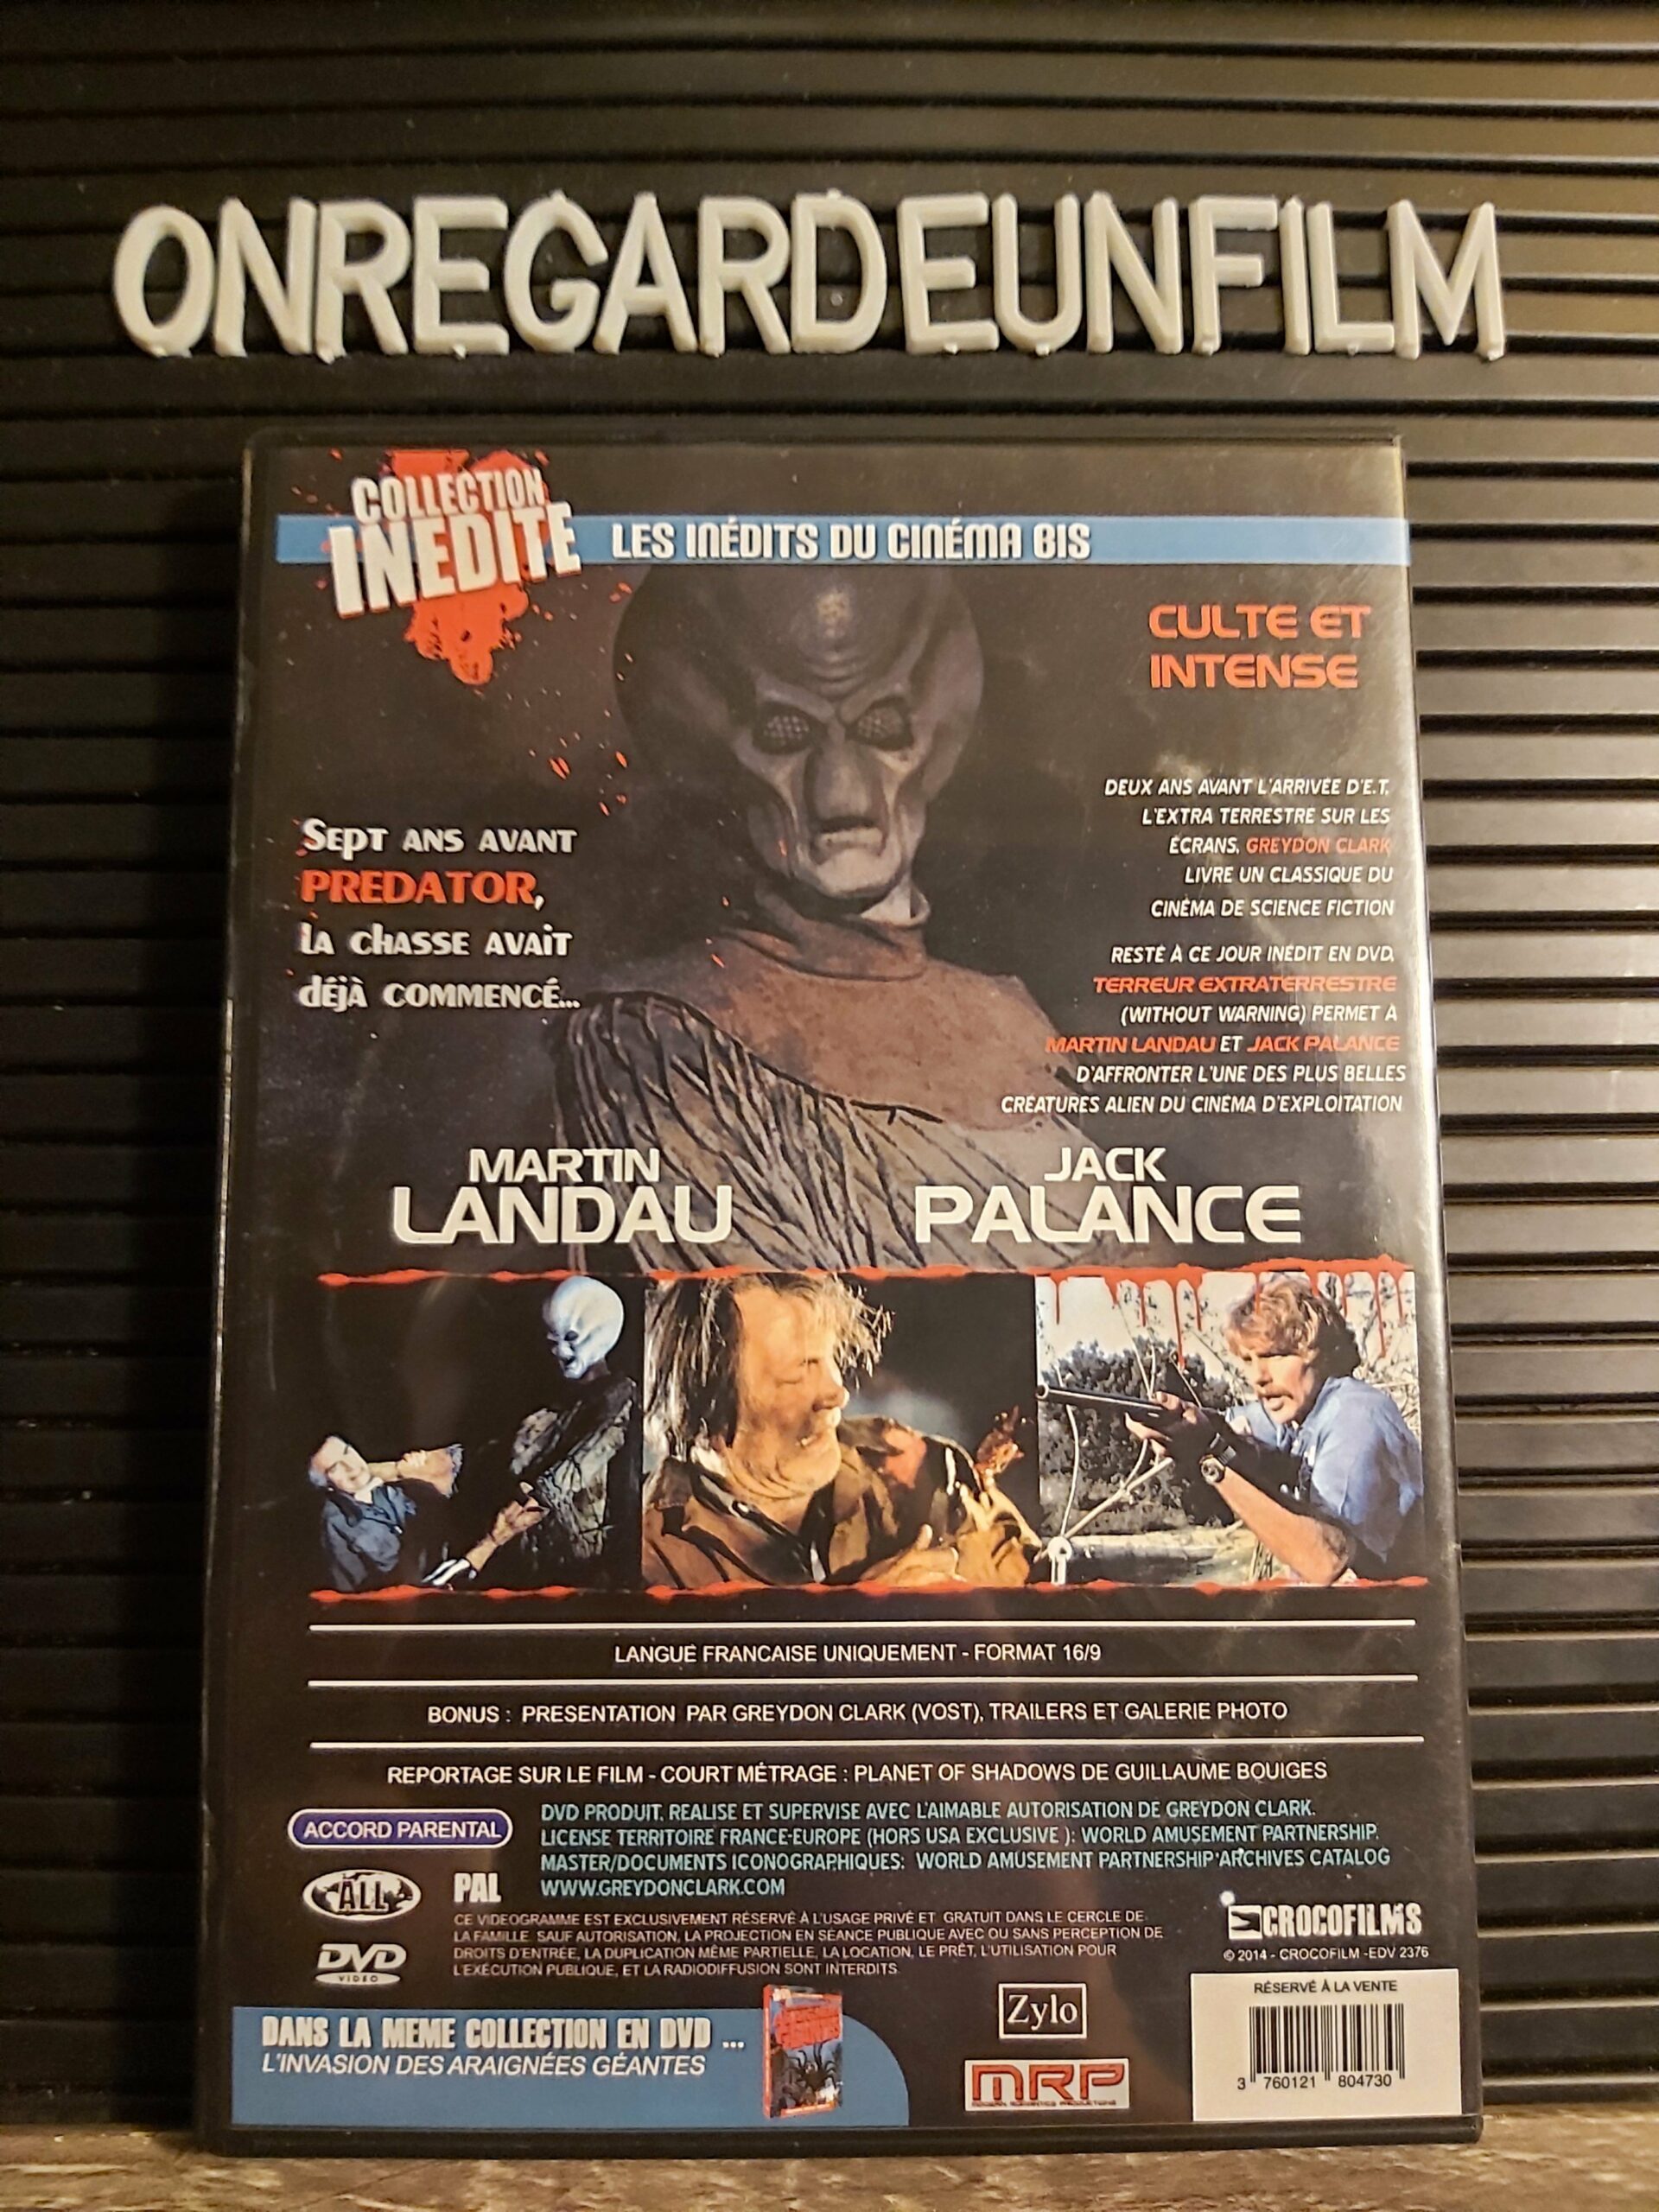 ONREGARDEUNFILM
COLLECTION
INEDITE
LES INÉDITS DU CINÉMA BIS
CULTE ET
INTENSE
SEPT ANS AVANT
PREDATOR,
LA CHASSE AVAIT
DÉJÀ COMMENCÉ...
DEUX ANS AVANT L'ARRIVÉE D'E.T.
L'EXTRA TERRESTRE SUR LES
ÉCRANS, GREYDON CLARK
LIVRE UN CLASSIQUE DU
CINÉMA DE SCIENCE FICTION
RESTÉ À CE JOUR INÉDIT EN DVD,
TERREUR EXTRATERRESTRE
(WITHOUT WARNING) PERMET À
MARTIN LANDAU ET JACK PALANCE
D'AFFRONTER L'UNE DES PLUS BELLES
CRÉATURES ALIEN DU CINÉMA D'EXPLOITATION
MARTIN
LANDAU
JACK
PALANCE
LANGUE FRANCAISE UNIQUEMENT - FORMAT 16/9
BONUS : PRESENTATION PAR GREYDON CLARK (VOST), TRAILERS ET GALERIE PHOTO
REPORTAGE SUR LE FILM - COURT MÉTRAGE : PLANET OF SHADOWS DE GUILLAUME BOUIGES
ACCORD PARENTAL
DVD PRODUIT, REALISE ET SUPERVISE AVEC L'AIMABLE AUTORISATION DE GREYDON CLARK.
LICENSE TERRITOIRE FRANCE-EUROPE (HORS USA EXCLUSIVE ): WORLD AMUSEMENT PARTNERSHIP.
MASTER/DOCUMENTS ICONOGRAPHIQUES: WORLD AMUSEMENT PARTNERSHIP'ARCHIVES CATALOG
WWW.GREYDONCLARK.COM
ALL
PAL
DVD
VIDEO
CE VIDEOGRAMME EST EXCLUSIVEMENT RÉSERVÉ À L'USAGE PRIVÉ ET GRATUIT DANS LE CERCLE DE
LA FAMILLE. SAUF AUTORISATION, LA PROJECTION EN SÉANCE PUBLIQUE AVEC OU SANS PERCEPTION DE
DROITS D'ENTRÉE, LA DUPLICATION MÊME PARTIELLE, LA LOCATION, LE PRÊT, L'UTILISATION POUR
L'EXÉCUTION PUBLIQUE, ET LA RADIODIFFUSION SONT INTERDITS.
CROCOFILMS
© 2014 - CROCOFILM -EDV 2376
RÉSERVÉ À LA VENTE
3 760121 804730
Zylo
MRP
DANS LA MEME COLLECTION EN DVD ...
L'INVASION DES ARAIGNÉES GÉANTES